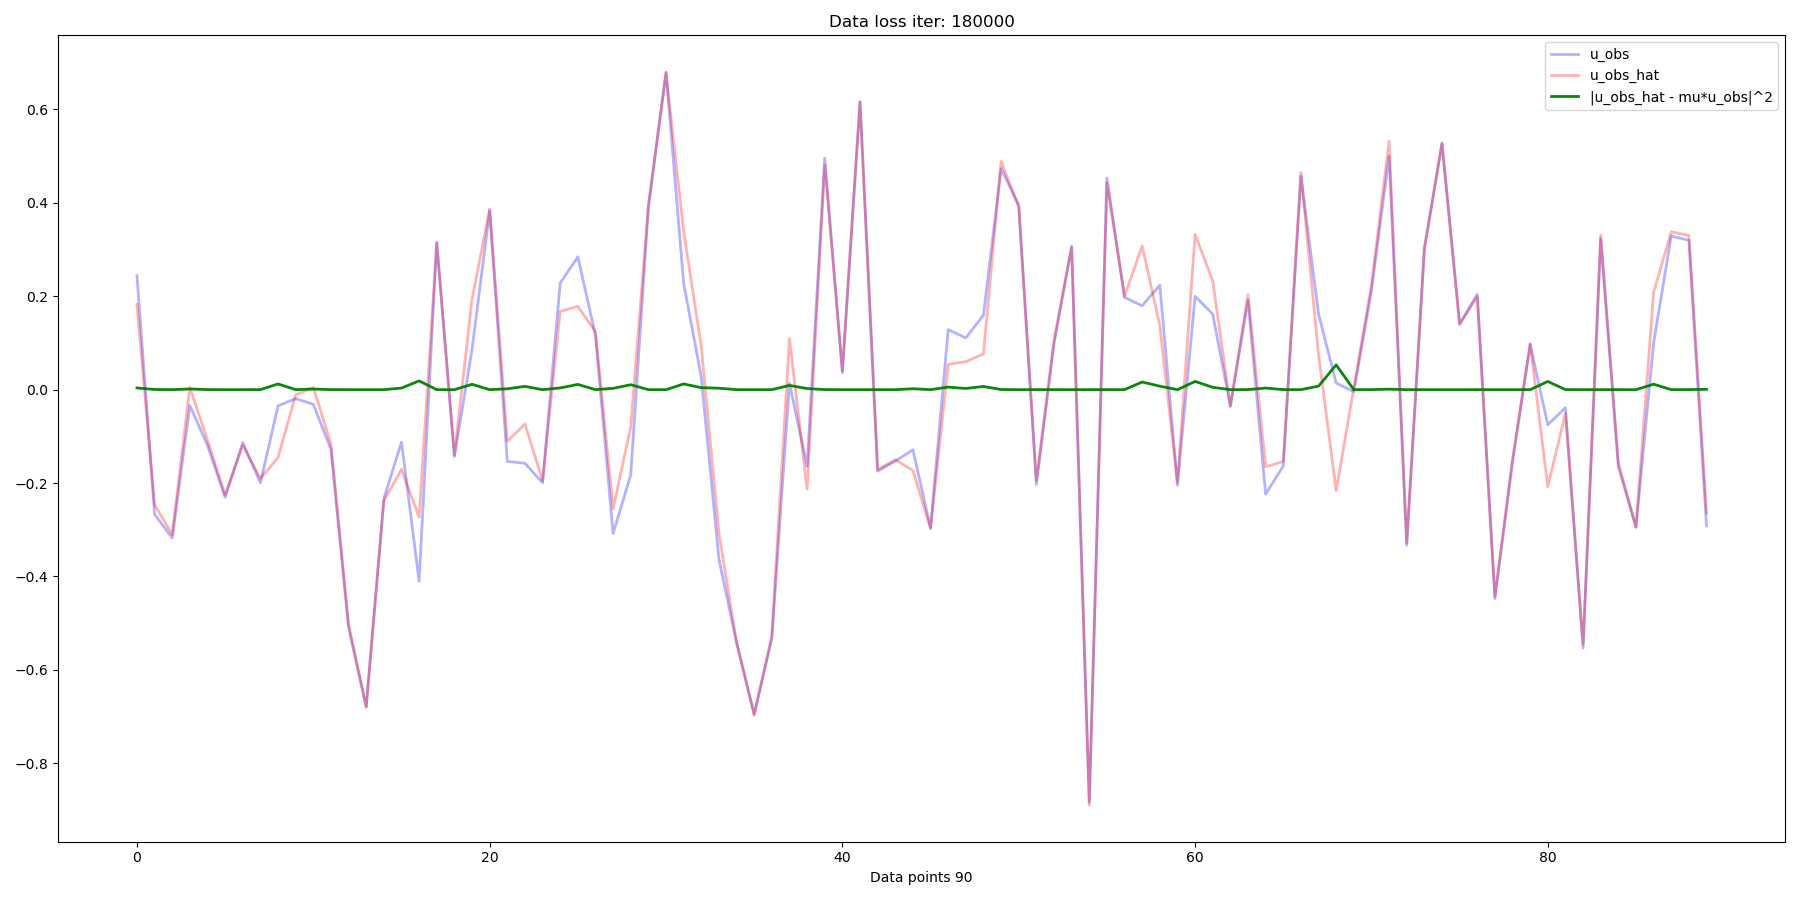 Data loss iter: 180000
u_obs
u_obs_hat
|u_obs_hat - mu*u_obs|^2
0.6
0.4
0.2
0.0
−0.2
−0.4
−0.6
−0.8
0 20 40 60 80
Data points 90